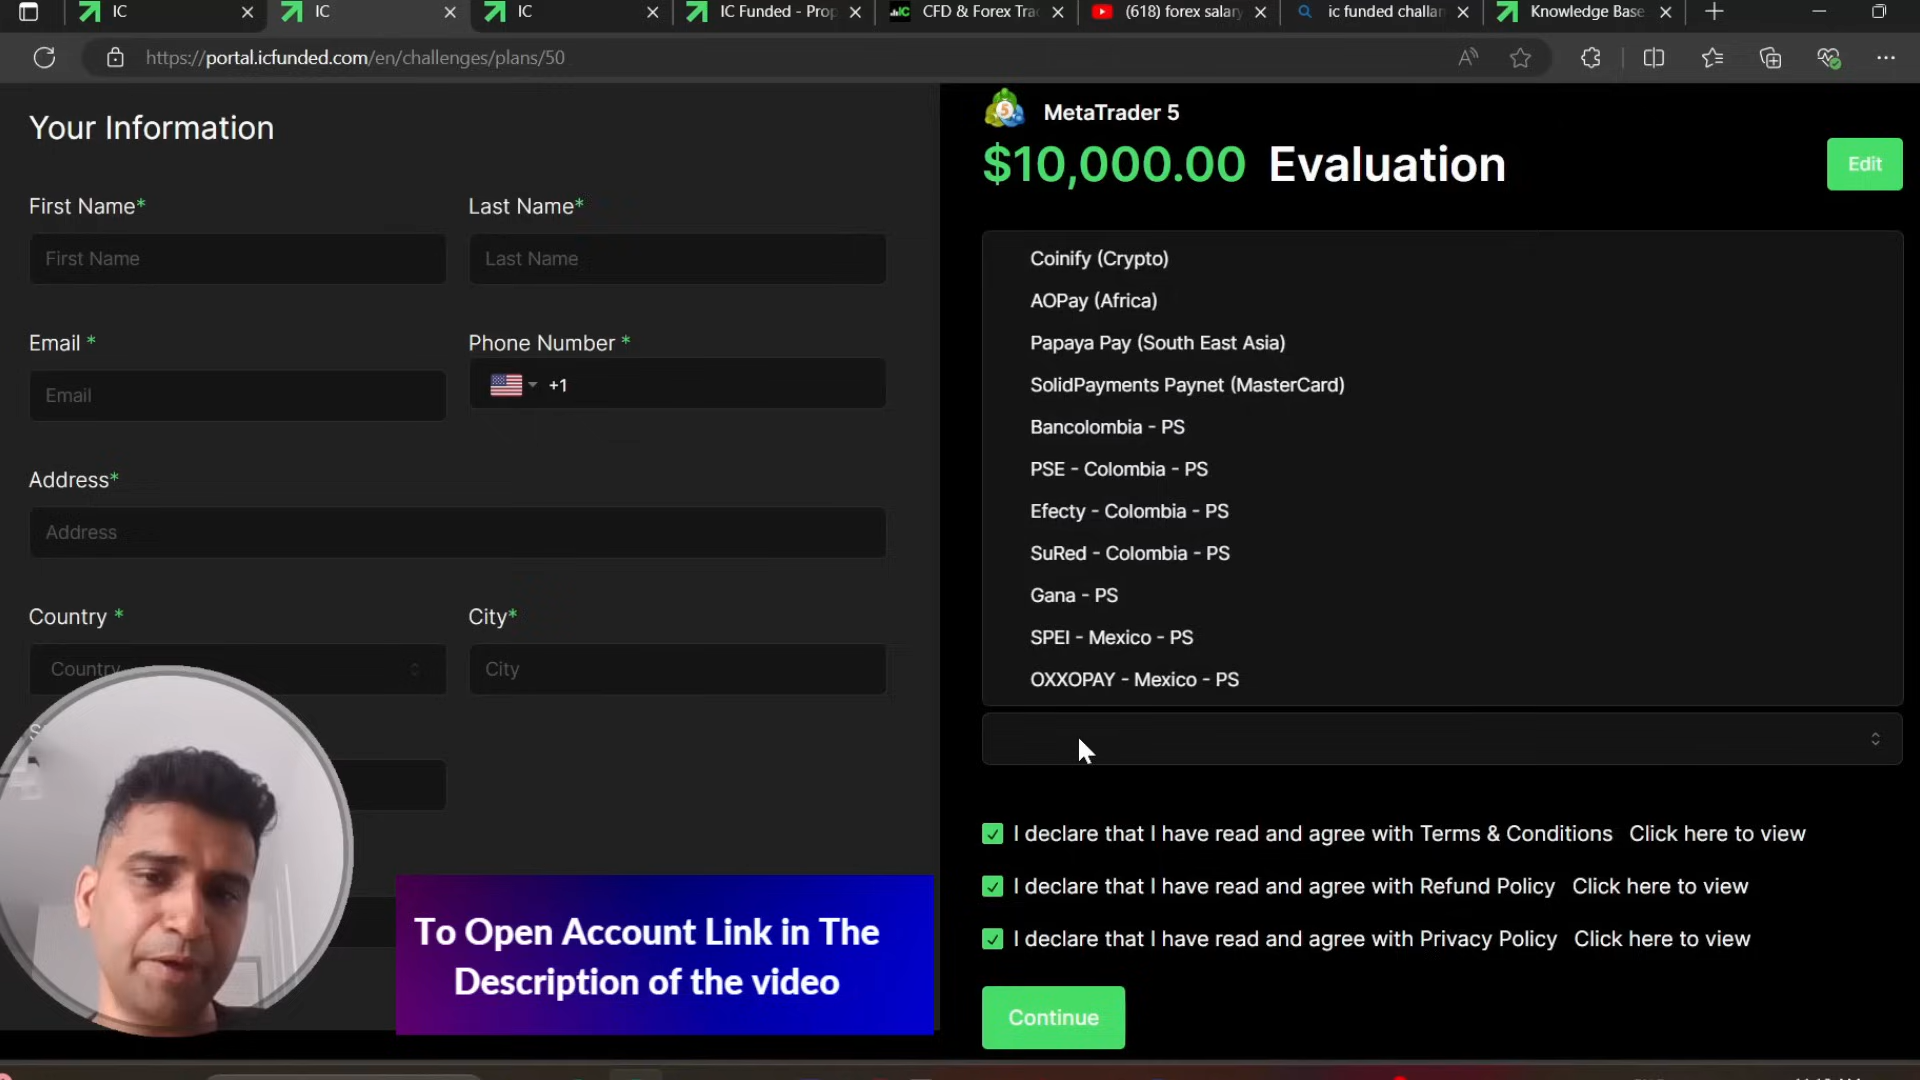 IC
IC
IC
IC Funded - Prop
CFD & Forex Tra
(618) forex salary
ic funded challan
Knowledge Base
https://portal.icfunded.com/en/challenges/plans/50
Your Information
First Name*
Last Name*
First Name
Last Name
Email *
Phone Number *
Email
+1
Address*
Address
Country *
City*
Country
City
To Open Account Link in The
Description of the video
5
MetaTrader 5
$10,000.00 Evaluation
Edit
Coinify (Crypto)
AOPay (Africa)
Papaya Pay (South East Asia)
SolidPayments Paynet (MasterCard)
Bancolombia - PS
PSE - Colombia - PS
Efecty - Colombia - PS
SuRed - Colombia - PS
Gana - PS
SPEI - Mexico - PS
OXXOPAY - Mexico - PS
I declare that I have read and agree with Terms & Conditions Click here to view
I declare that I have read and agree with Refund Policy Click here to view
I declare that I have read and agree with Privacy Policy Click here to view
Continue